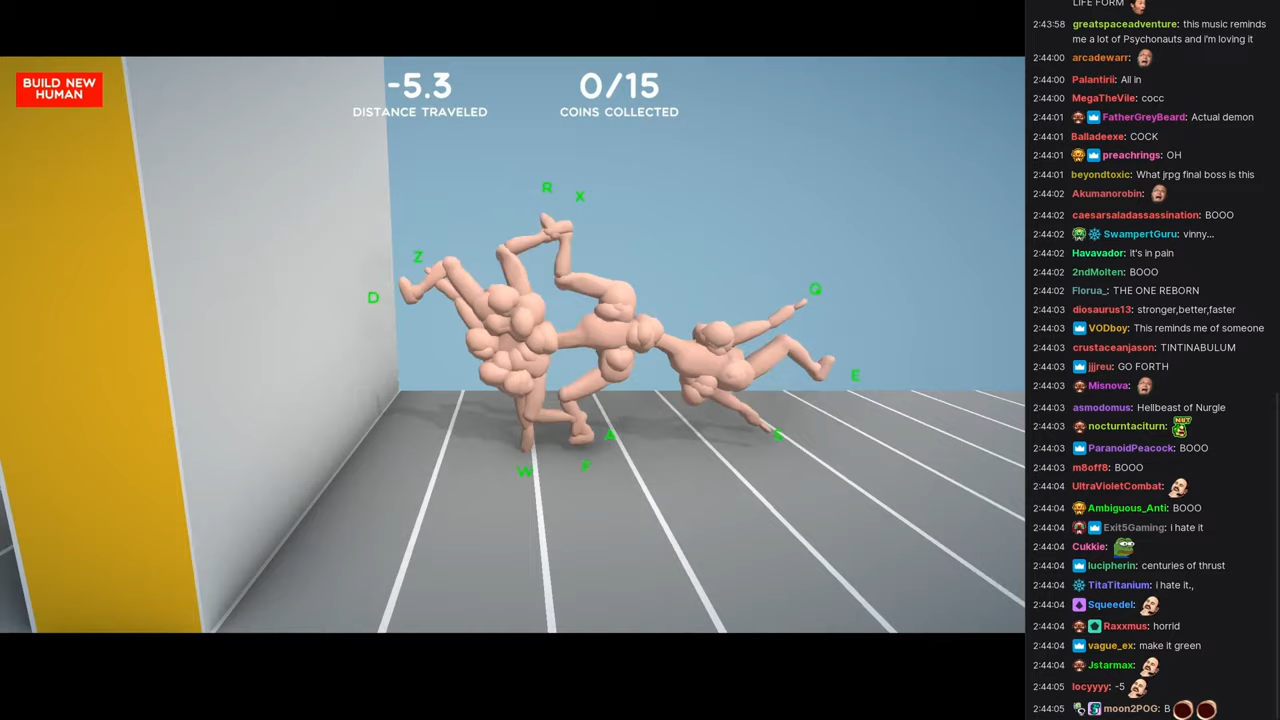 BUILD NEW
HUMAN
-5.3
DISTANCE TRAVELED
0/15
COINS COLLECTED
R
X
Z
D
Q
E
A
S
W
F
LIFE FORM
2:43:58 greatspaceadventure: this music reminds
me a lot of Psychonauts and i'm loving it
2:44:00 arcadewarr:
2:44:00 Palantirii: All in
2:44:00 MegaTheVile: cocc
2:44:01 FatherGreyBeard: Actual demon
2:44:01 Balladeexe: COCK
2:44:01 preachrings: OH
2:44:01 beyondtoxic: What jrpg final boss is this
2:44:02 Akumanorobin:
2:44:02 caesarsaladassassination: BOOO
2:44:02 SwampertGuru: vinny...
2:44:02 Havavador: it's in pain
2:44:02 2ndMolten: BOOO
2:44:02 Florua_: THE ONE REBORN
2:44:03 diosaurus13: stronger,better,faster
2:44:03 VODboy: This reminds me of someone
2:44:03 crustaceanjason: TINTINABULUM
2:44:03 jjjreu: GO FORTH
2:44:03 Misnova:
2:44:03 asmodomus: Hellbeast of Nurgle
2:44:03 nocturntaciturn: NOT
2:44:03 ParanoidPeacock: BOOO
2:44:03 m8off8: BOOO
2:44:04 UltraVioletCombat:
2:44:04 Ambiguous_Anti: BOOO
2:44:04 Exit5Gaming: i hate it
2:44:04 Cukkie:
2:44:04 lucipherin: centuries of thrust
2:44:04 TitaTitanium: i hate it.,
2:44:04 Squeedel:
2:44:04 Raxxmus: horrid
2:44:04 vague_ex: make it green
2:44:04 Jstarmax:
2:44:05 locyyyy: -5
2:44:05 moon2POG: B